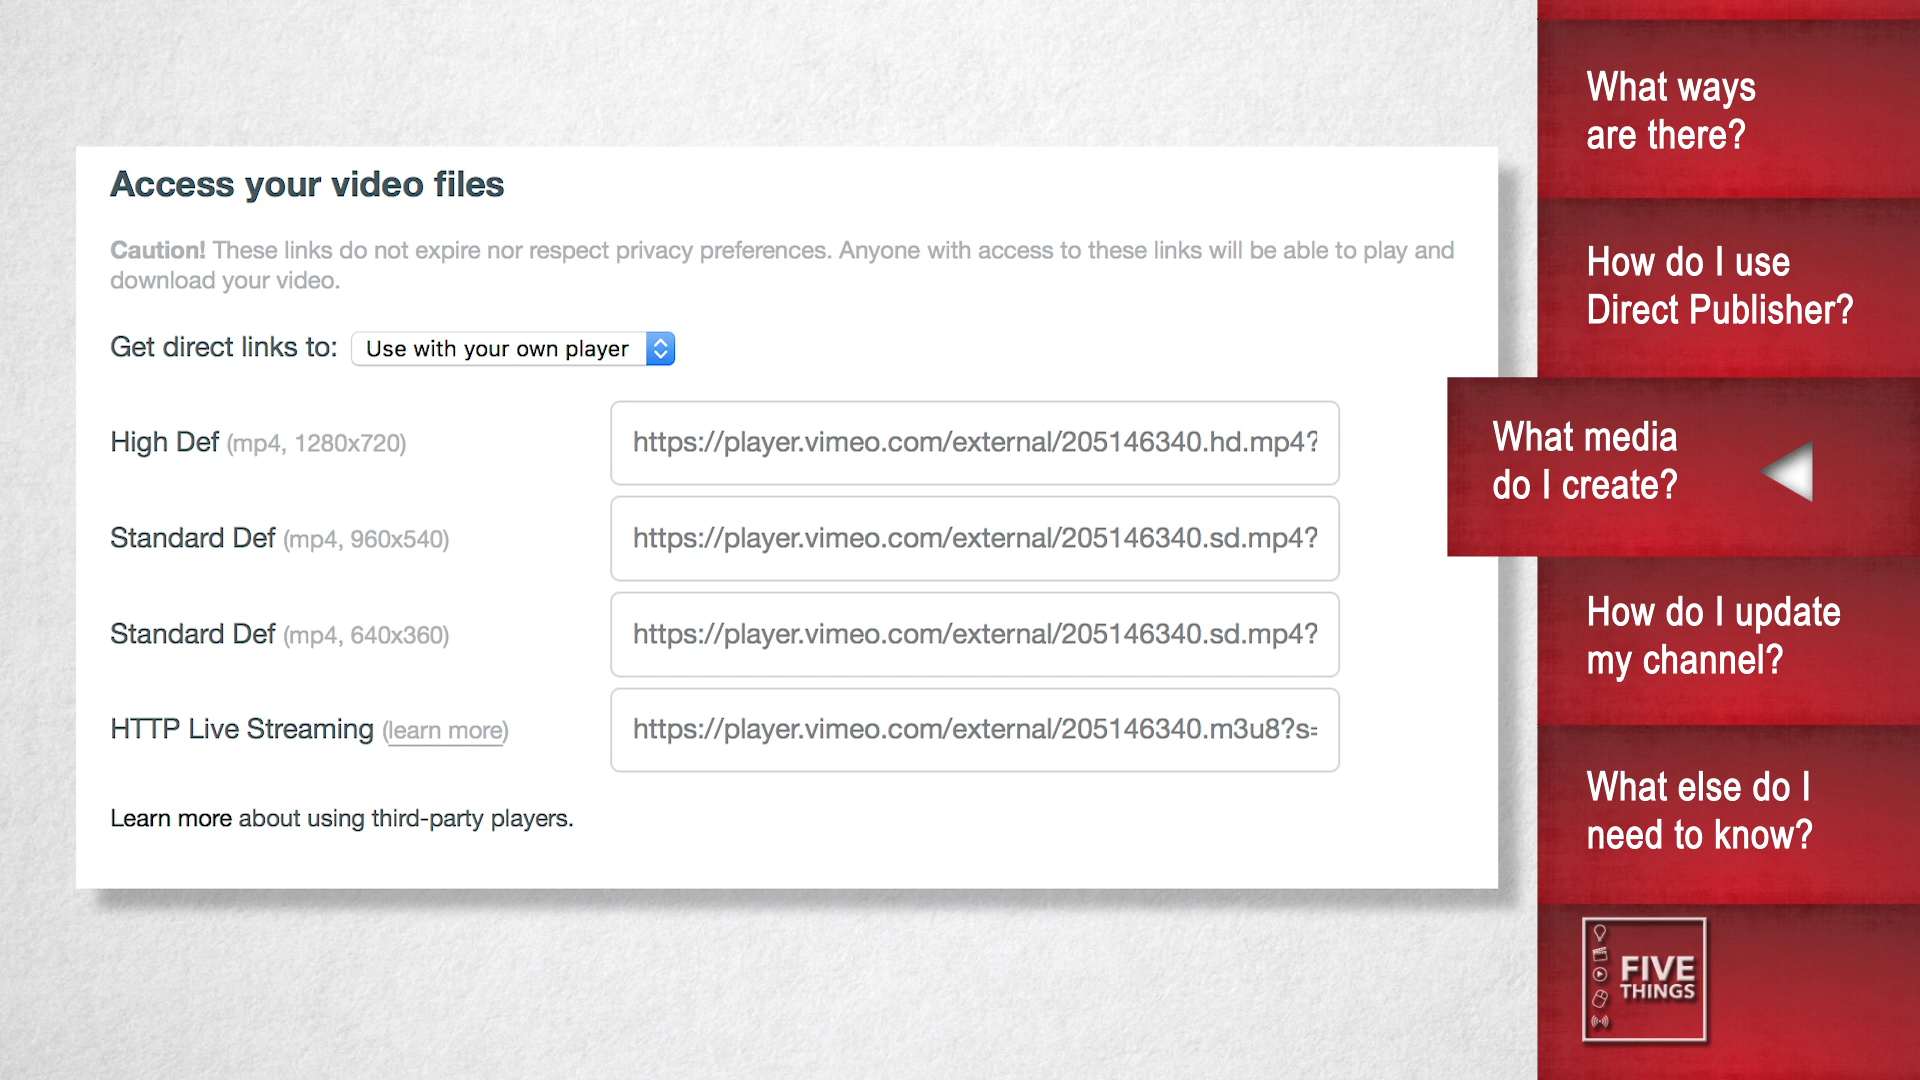 Access your video files
Caution! These links do not expire nor respect privacy preferences. Anyone with access to these links will be able to play and
download your video.
Get direct links to: Use with your own player
High Def (mp4, 1280x720) https://player.vimeo.com/external/205146340.hd.mp4?
Standard Def (mp4, 960x540) https://player.vimeo.com/external/205146340.sd.mp4?
Standard Def (mp4, 640x360) https://player.vimeo.com/external/205146340.sd.mp4?
HTTP Live Streaming (learn more) https://player.vimeo.com/external/205146340.m3u8?s=
Learn more about using third-party players.
What ways
are there?
How do I use
Direct Publisher?
What media
do I create?
How do I update
my channel?
What else do I
need to know?
FIVE
THINGS